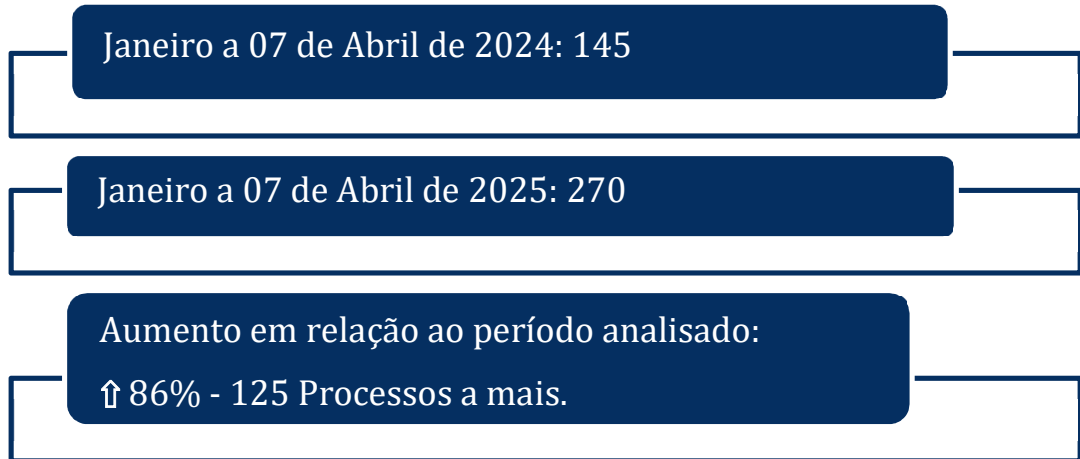 Janeiro a 07 de Abril de 2024: 145
Janeiro a 07 de Abril de 2025: 270
Aumento em relação ao período analisado:
⇧ 86% - 125 Processos a mais.